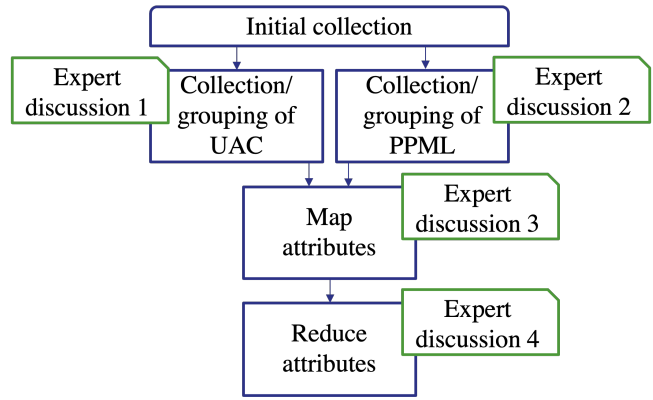 Initial collection
Expert
discussion 1
Collection/
grouping of
UAC
Collection/
grouping of
PPML
Expert
discussion 2
Map
attributes
Expert
discussion 3
Reduce
attributes
Expert
discussion 4